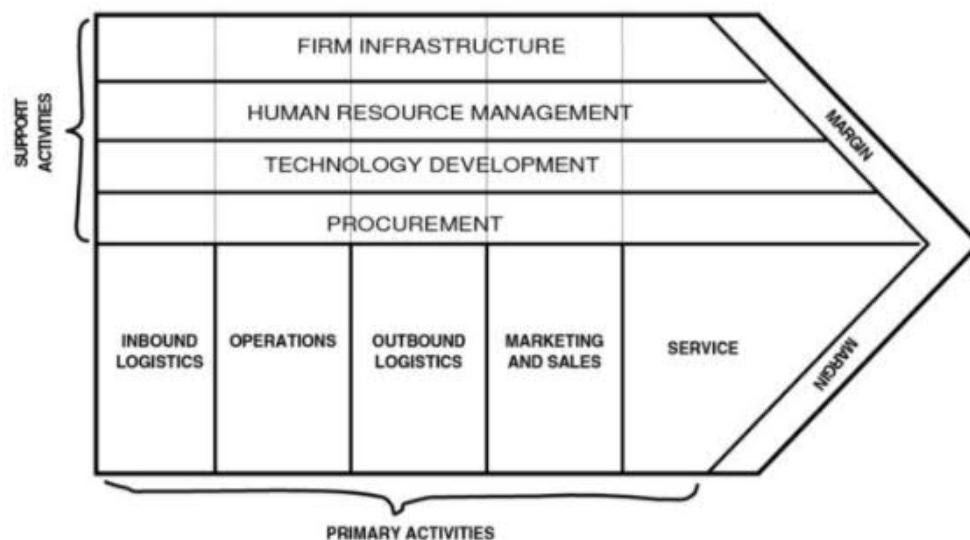 FIRM INFRASTRUCTURE
HUMAN RESOURCE MANAGEMENT
TECHNOLOGY DEVELOPMENT
PROCUREMENT
SUPPORT
ACTIVITIES
MARGIN
INBOUND
LOGISTICS
OPERATIONS
OUTBOUND
LOGISTICS
MARKETING
AND SALES
SERVICE
MARGIN
PRIMARY ACTIVITIES